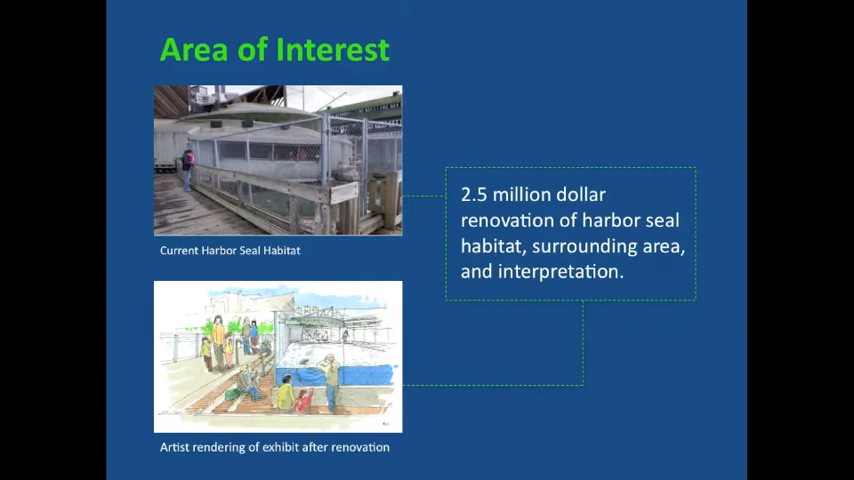 Area of Interest
Current Harbor Seal Habitat
2.5 million dollar
renovation of harbor seal
habitat, surrounding area,
and interpretation.
Artist rendering of exhibit after renovation